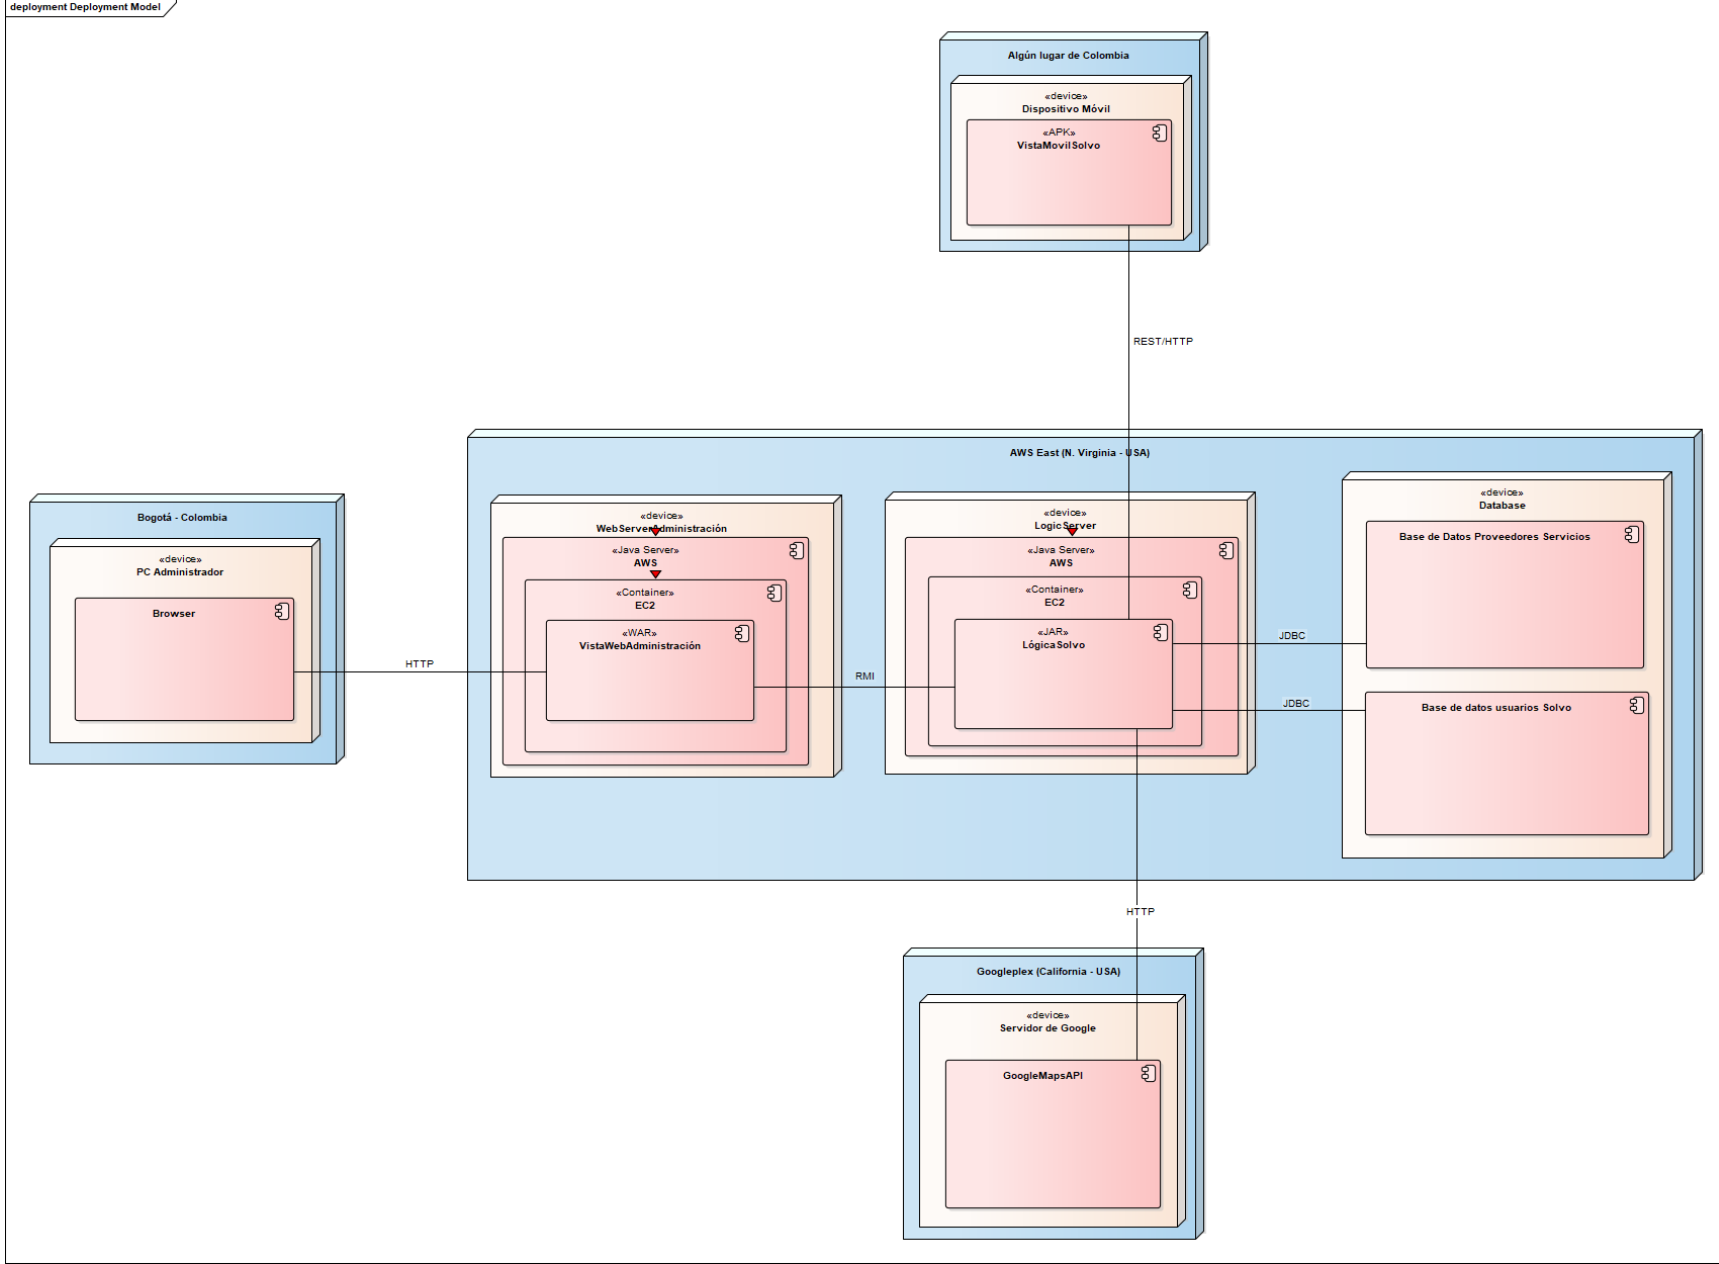 deployment Deployment Model
Algún lugar de Colombia
«device»
Dispositivo Móvil
«APK»
VistaMovilSolvo
REST/HTTP
AWS East (N. Virginia - USA)
Bogotá - Colombia
«device»
PC Administrador
Browser
HTTP
«device»
WebServerAdministración
«Java Server»
AWS
«Container»
EC2
«WAR»
VistaWebAdministración
RMI
«device»
LogicServer
«Java Server»
AWS
«Container»
EC2
«JAR»
LógicaSolvo
JDBC
JDBC
«device»
Database
Base de Datos Proveedores Servicios
Base de datos usuarios Solvo
HTTP
Googleplex (California - USA)
«device»
Servidor de Google
GoogleMapsAPI